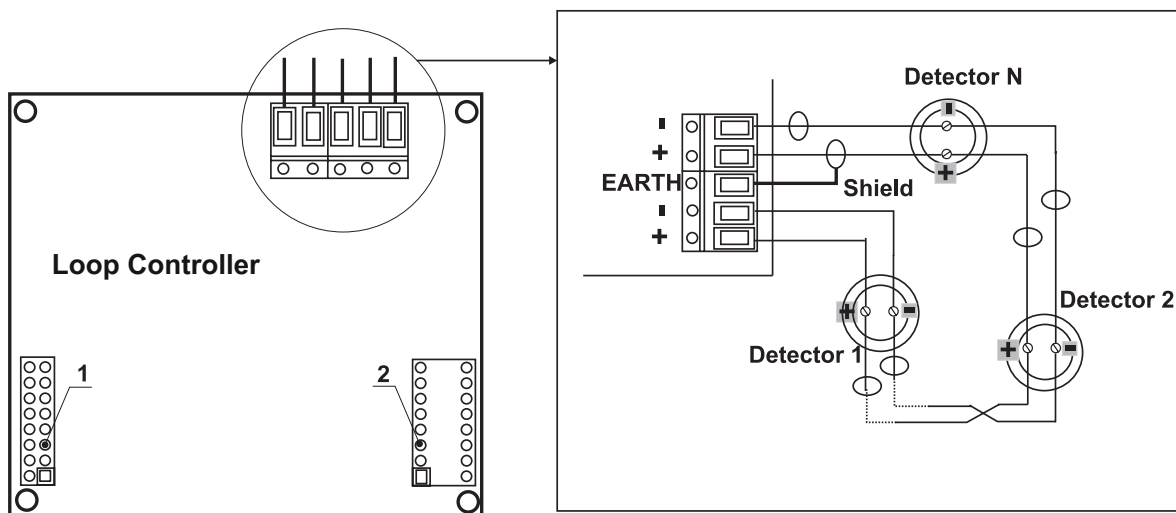 Loop Controller
1
2
Detector N
-
+
EARTH
-
+
Shield
-
+
Detector 1
+
-
Detector 2
+
-